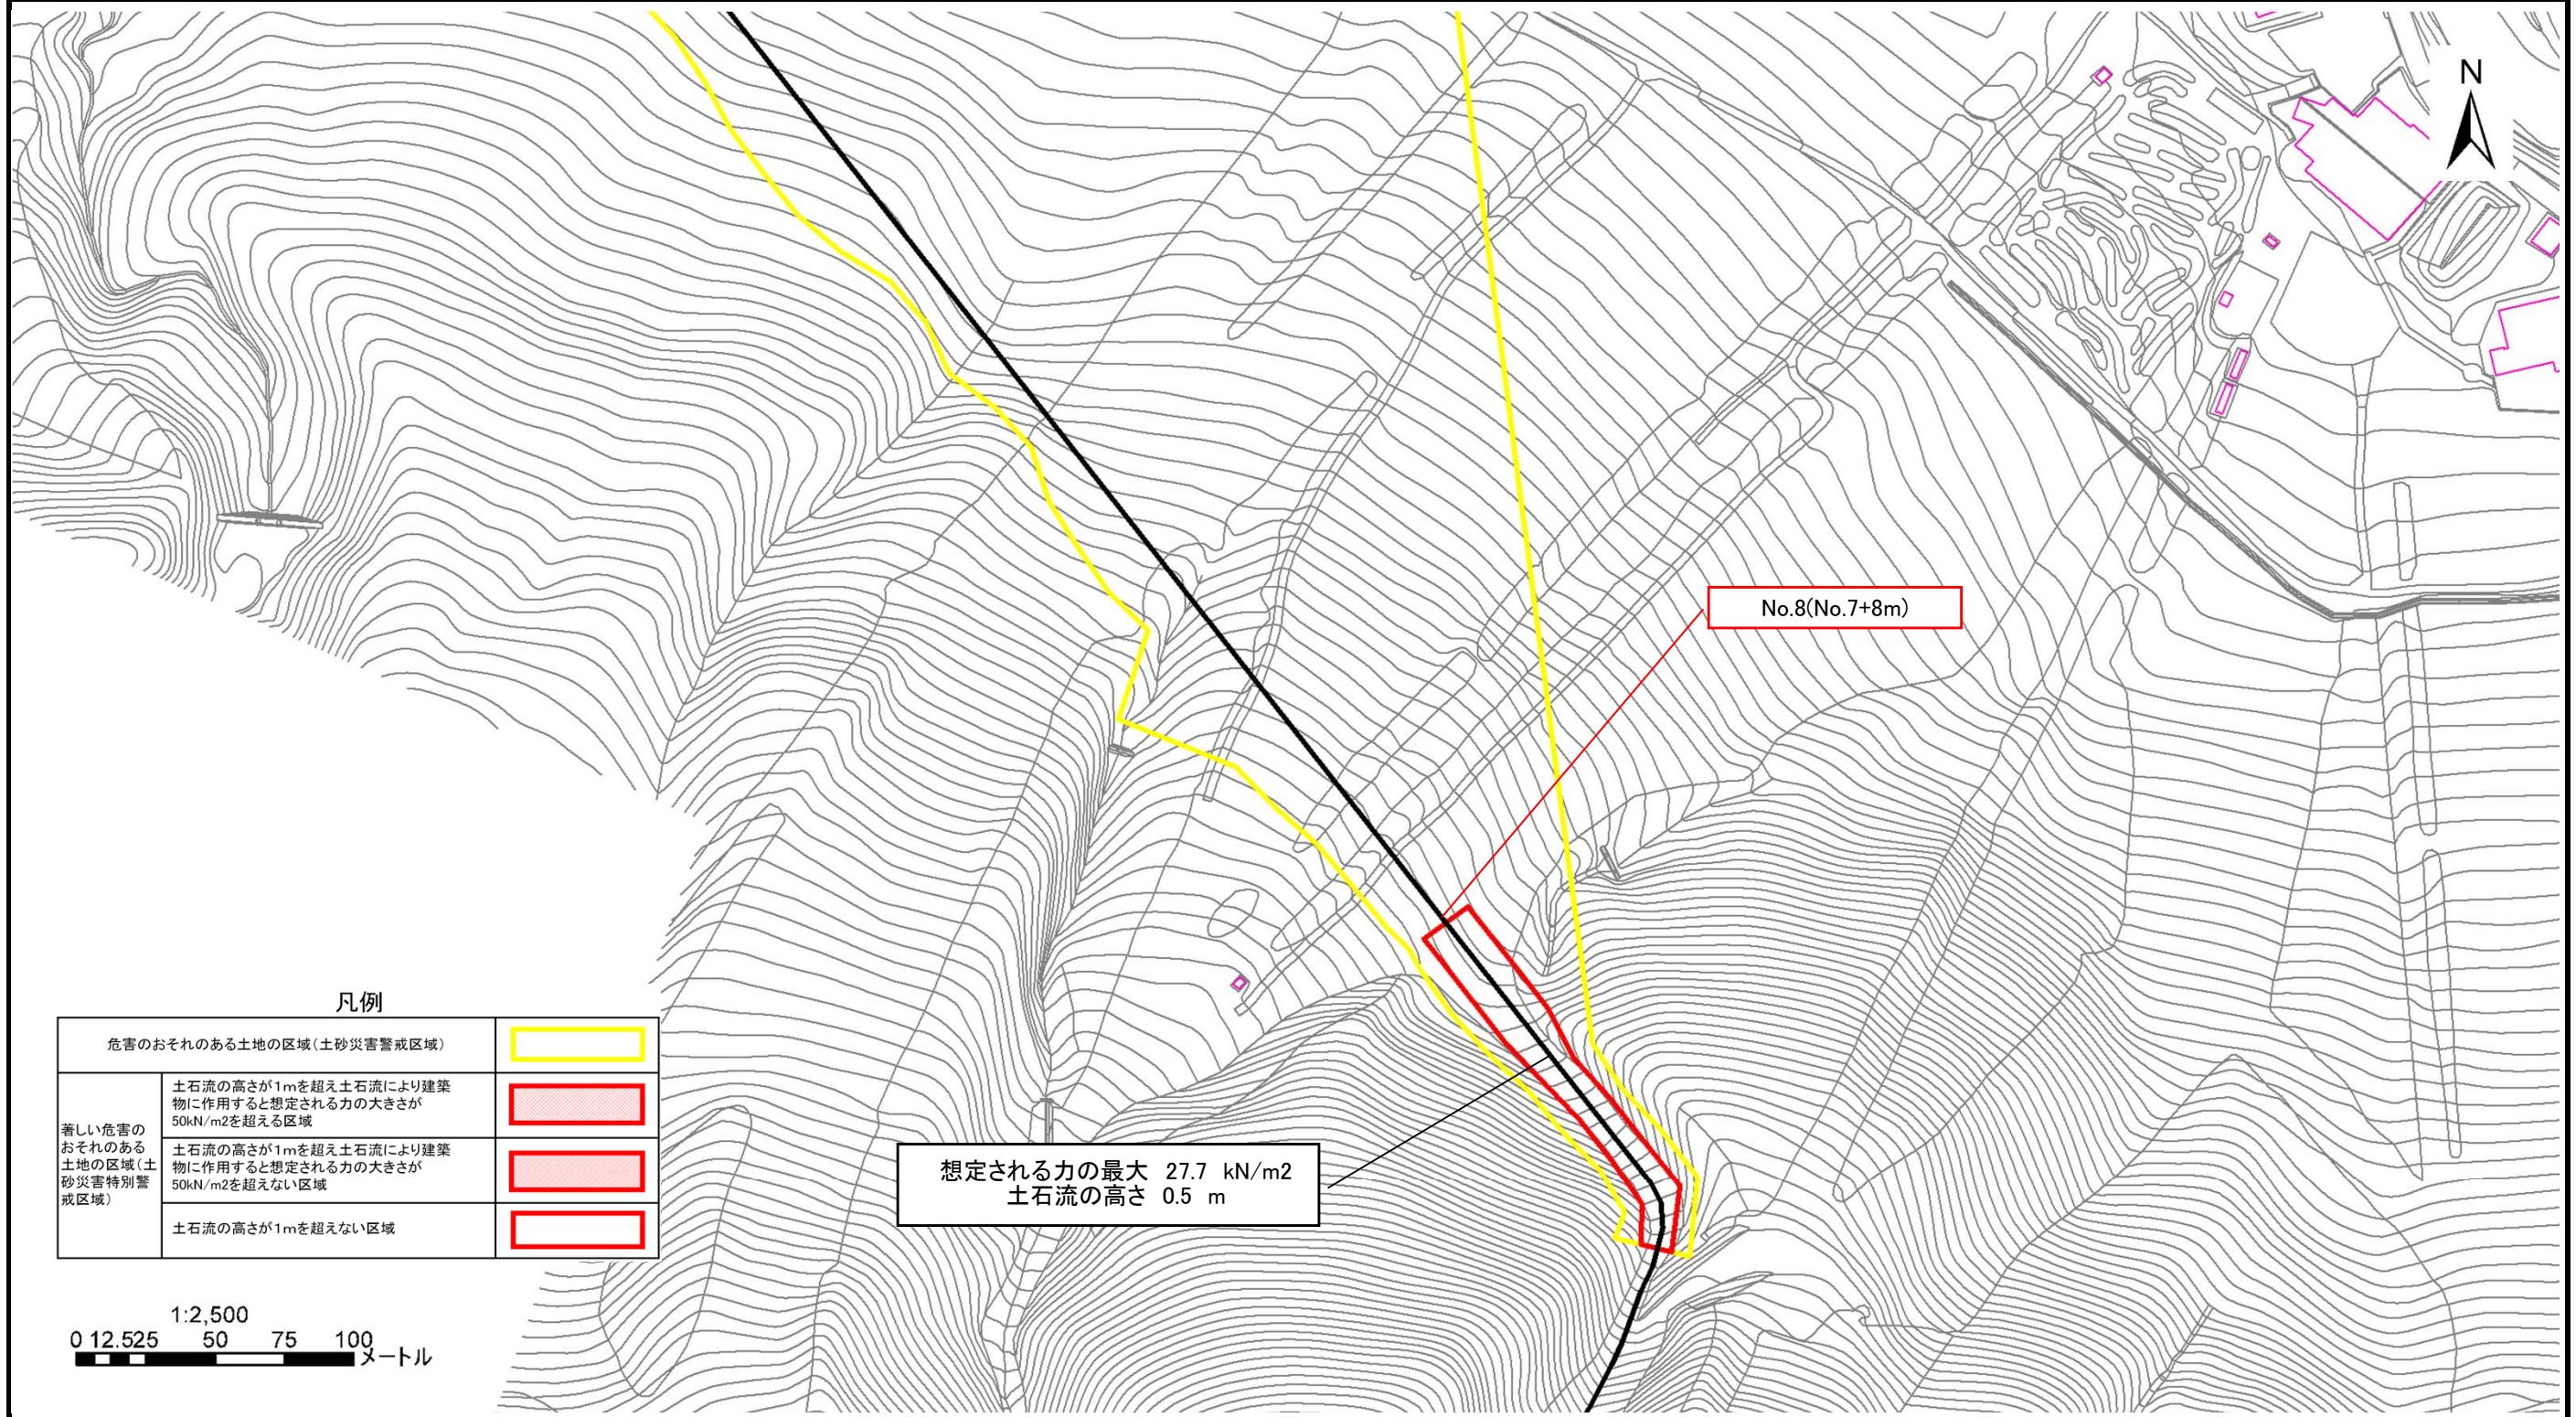 N
No.8(No.7+8m)
想定される力の最大 27.7 kN/m2
土石流の高さ 0.5 m
凡例
危害のおそれのある土地の区域(土砂災害警戒区域)
著しい危害の
おそれのある
土地の区域(土
砂災害特別警
戒区域)
土石流の高さが1mを超え土石流により建築
物に作用すると想定される力の大きさが
50kN/m2を超える区域
土石流の高さが1mを超え土石流により建築
物に作用すると想定される力の大きさが
50kN/m2を超えない区域
土石流の高さが1mを超えない区域
1:2,500
0 12.525 50 75 100
メートル